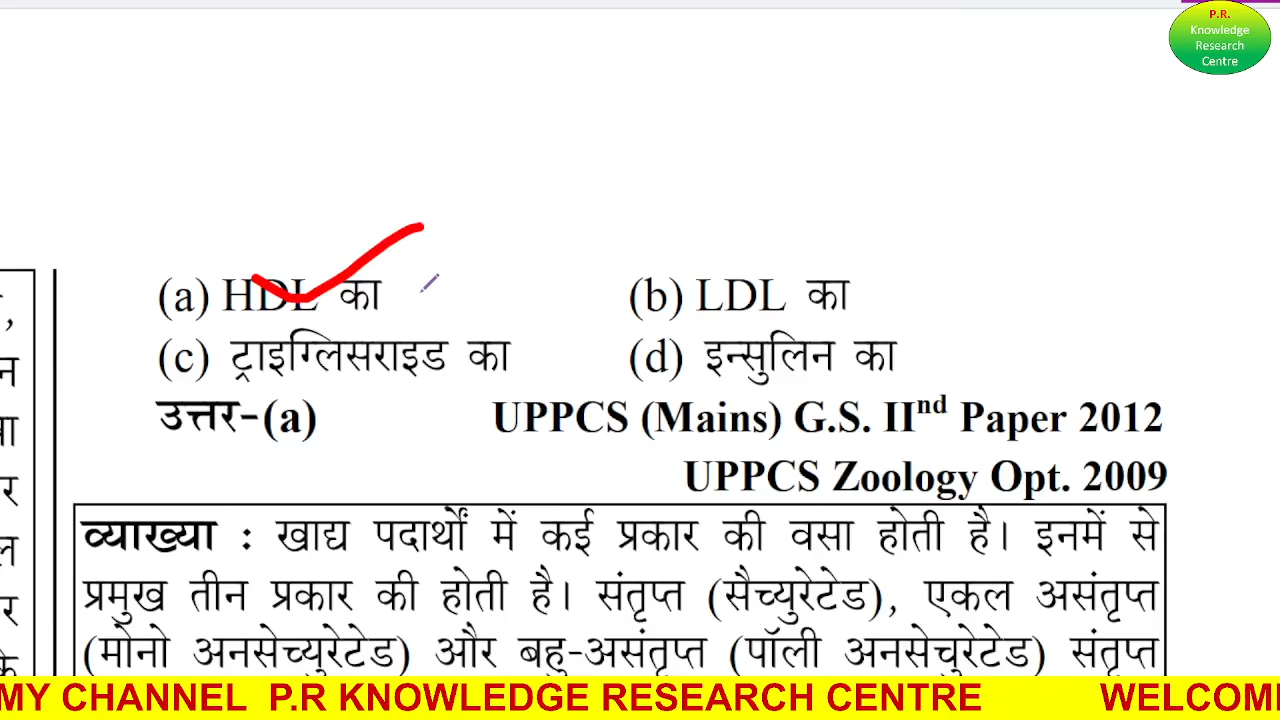 P.R.
Knowledge
Research
Centre
(a) HDL का (b) LDL का
(c) ट्राइग्लिसराइड का (d) इन्सुलिन का
उत्तर-(a) UPPCS (Mains) G.S. IInd Paper 2012
UPPCS Zoology Opt. 2009
व्याख्या : खाद्य पदार्थों में कई प्रकार की वसा होती है। इनमें से
प्रमुख तीन प्रकार की होती है। संतृप्त (सैच्युरेटेड), एकल असंतृप्त
(मोनो अनसेच्युरेटेड) और बहु-असंतृप्त (पॉली अनसेचुरेटेड) संतृप्त
MY CHANNEL P.R KNOWLEDGE RESEARCH CENTRE WELCOM